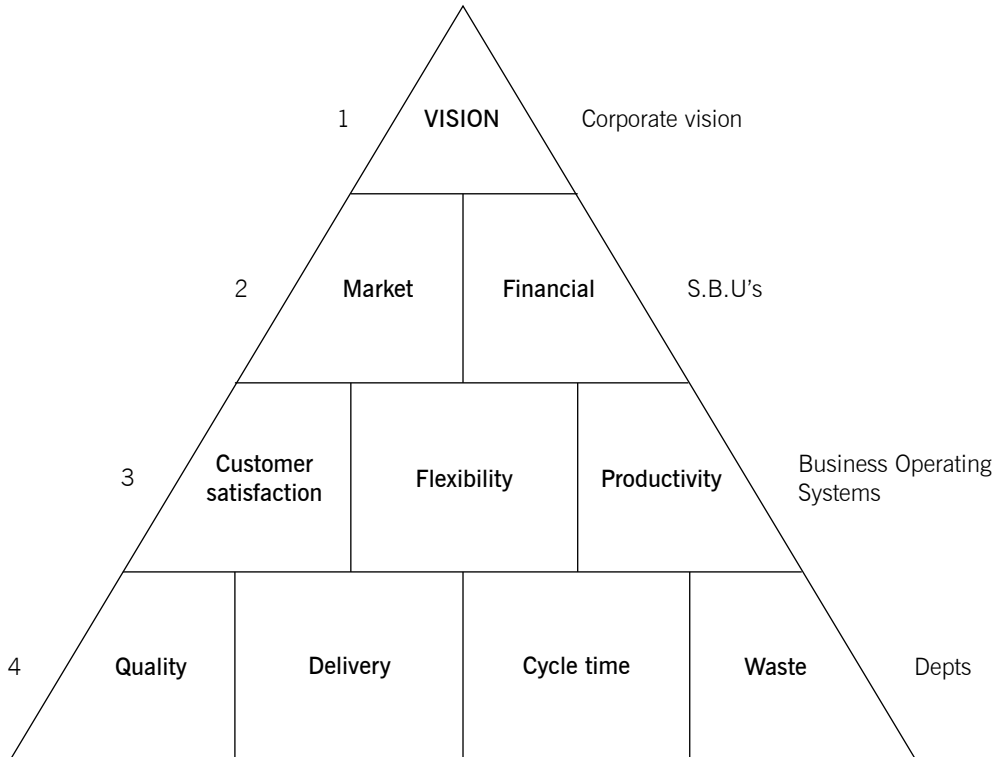 1 VISION Corporate vision
2 Market Financial S.B.U’s
3 Customer satisfaction Flexibility Productivity Business Operating Systems
4 Quality Delivery Cycle time Waste Depts